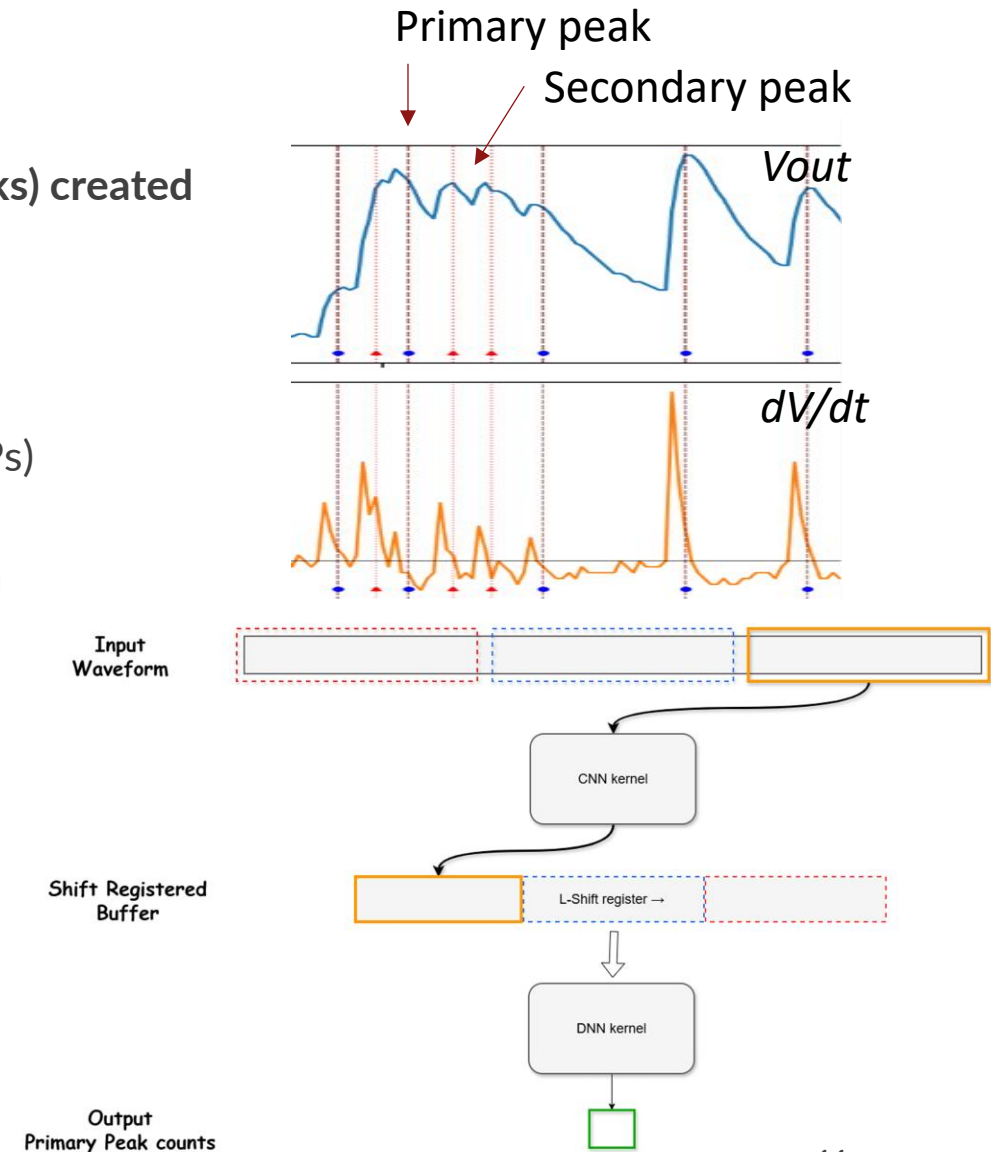 Primary peak
Secondary peak
ks) created
Vout
dV/dt
Ps)
Input
Waveform
CNN kernel
Shift Registered
Buffer
L-Shift register →
DNN kernel
Output
Primary Peak counts